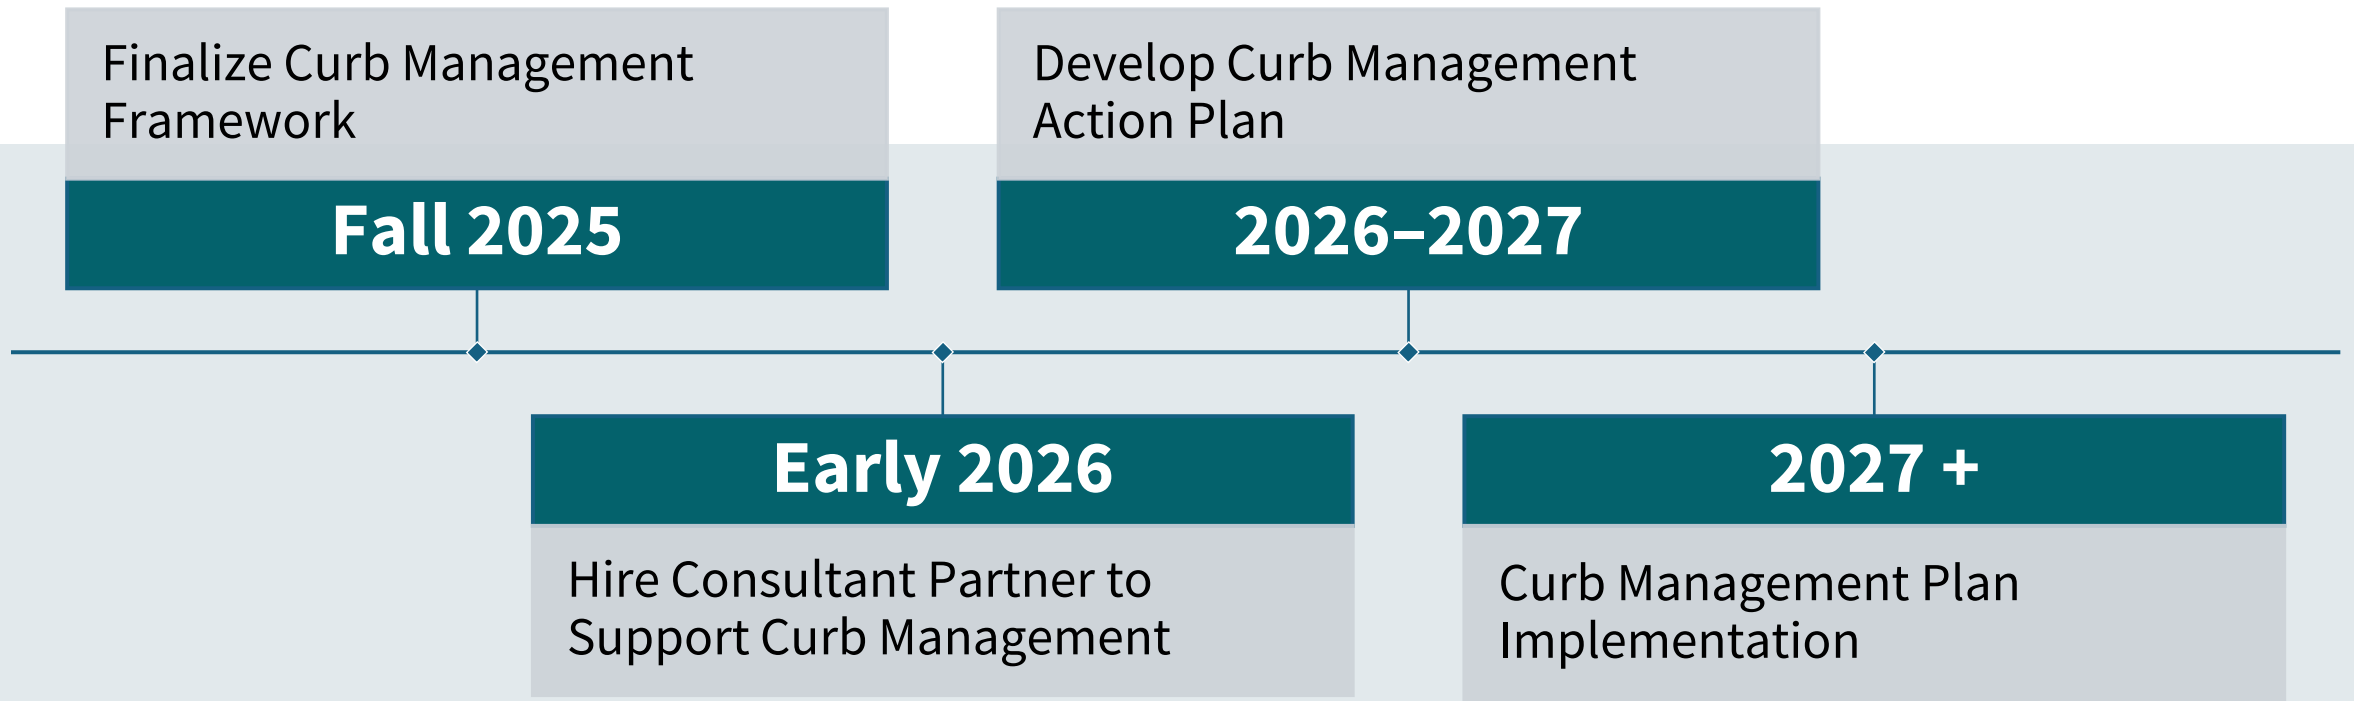 Finalize Curb Management
Framework
Fall 2025
Develop Curb Management
Action Plan
2026–2027
Early 2026
Hire Consultant Partner to
Support Curb Management
2027 +
Curb Management Plan
Implementation